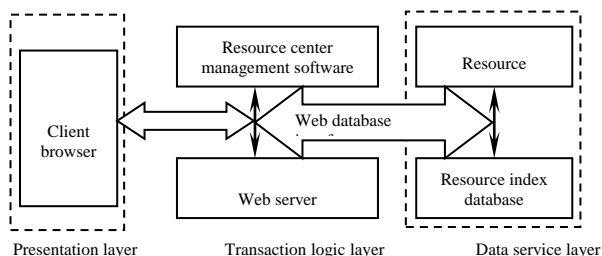 Resource center
management software
Resource
Client
browser
Web database
Web server
Resource index
database
Presentation layer
Transaction logic layer
Data service layer